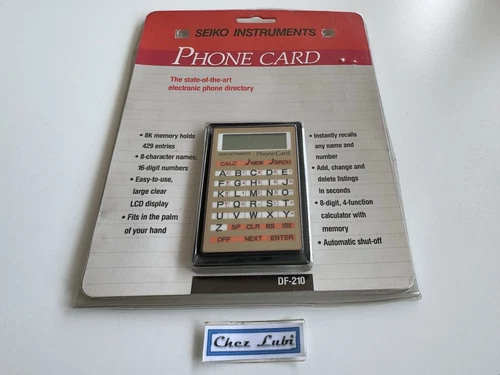 SEIKO INSTRUMENTS
PHONE CARD
The state-of-the-art
electronic phone directory
• 8K memory holds
429 entries
• 8-character names,
16-digit numbers
• Easy-to-use,
large clear
LCD display
• Fits in the palm
of your hand
PhoneCard
CALC NEW SRCH
A B C D E
F G H I J
K L M N O
P Q R S T
U V W X Y
Z SP CLR BS
OFF NEXT ENTER
• Instantly recalls
any name and
number
• Add, change and
delete listings
in seconds
• 8-digit, 4-function
calculator with
memory
• Automatic shut-off
DF-210
Chez Lubi